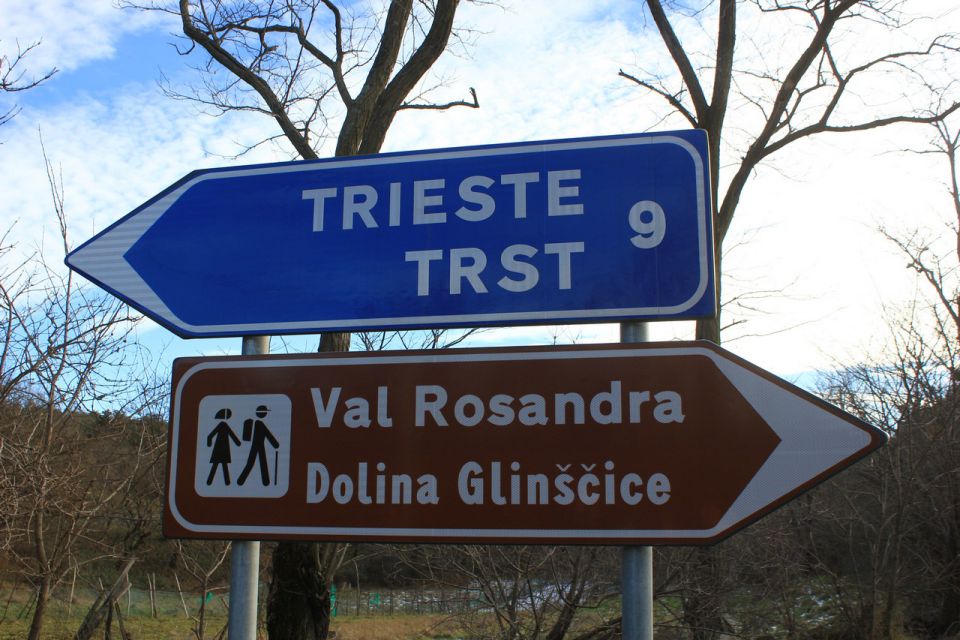 TRIESTE
TRST 9
Val Rosandra
Dolina Glinščice